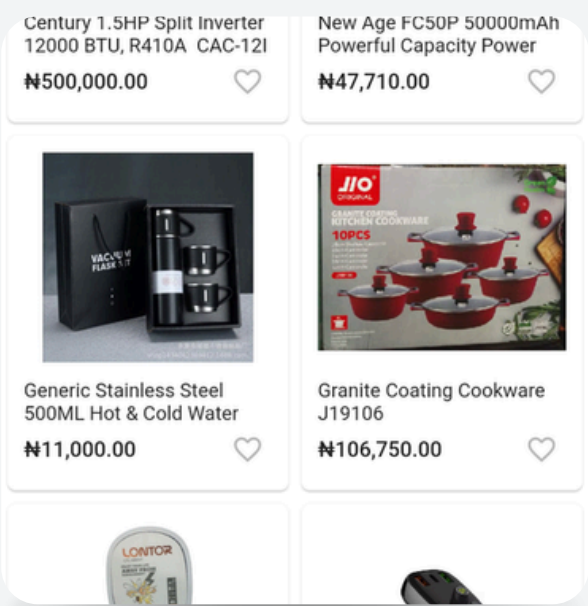 Century 1.5HP Split Inverter
12000 BTU, R410A CAC-12I
₦500,000.00
New Age FC50P 50000mAh
Powerful Capacity Power
₦47,710.00
VACUUM
FLASK SET
Generic Stainless Steel
500ML Hot & Cold Water
₦11,000.00
JIO
ORIGINAL
GRANITE COATING
KITCHEN COOKWARE
10PCS
Granite Coating Cookware
J19106
₦106,750.00
LONTOR